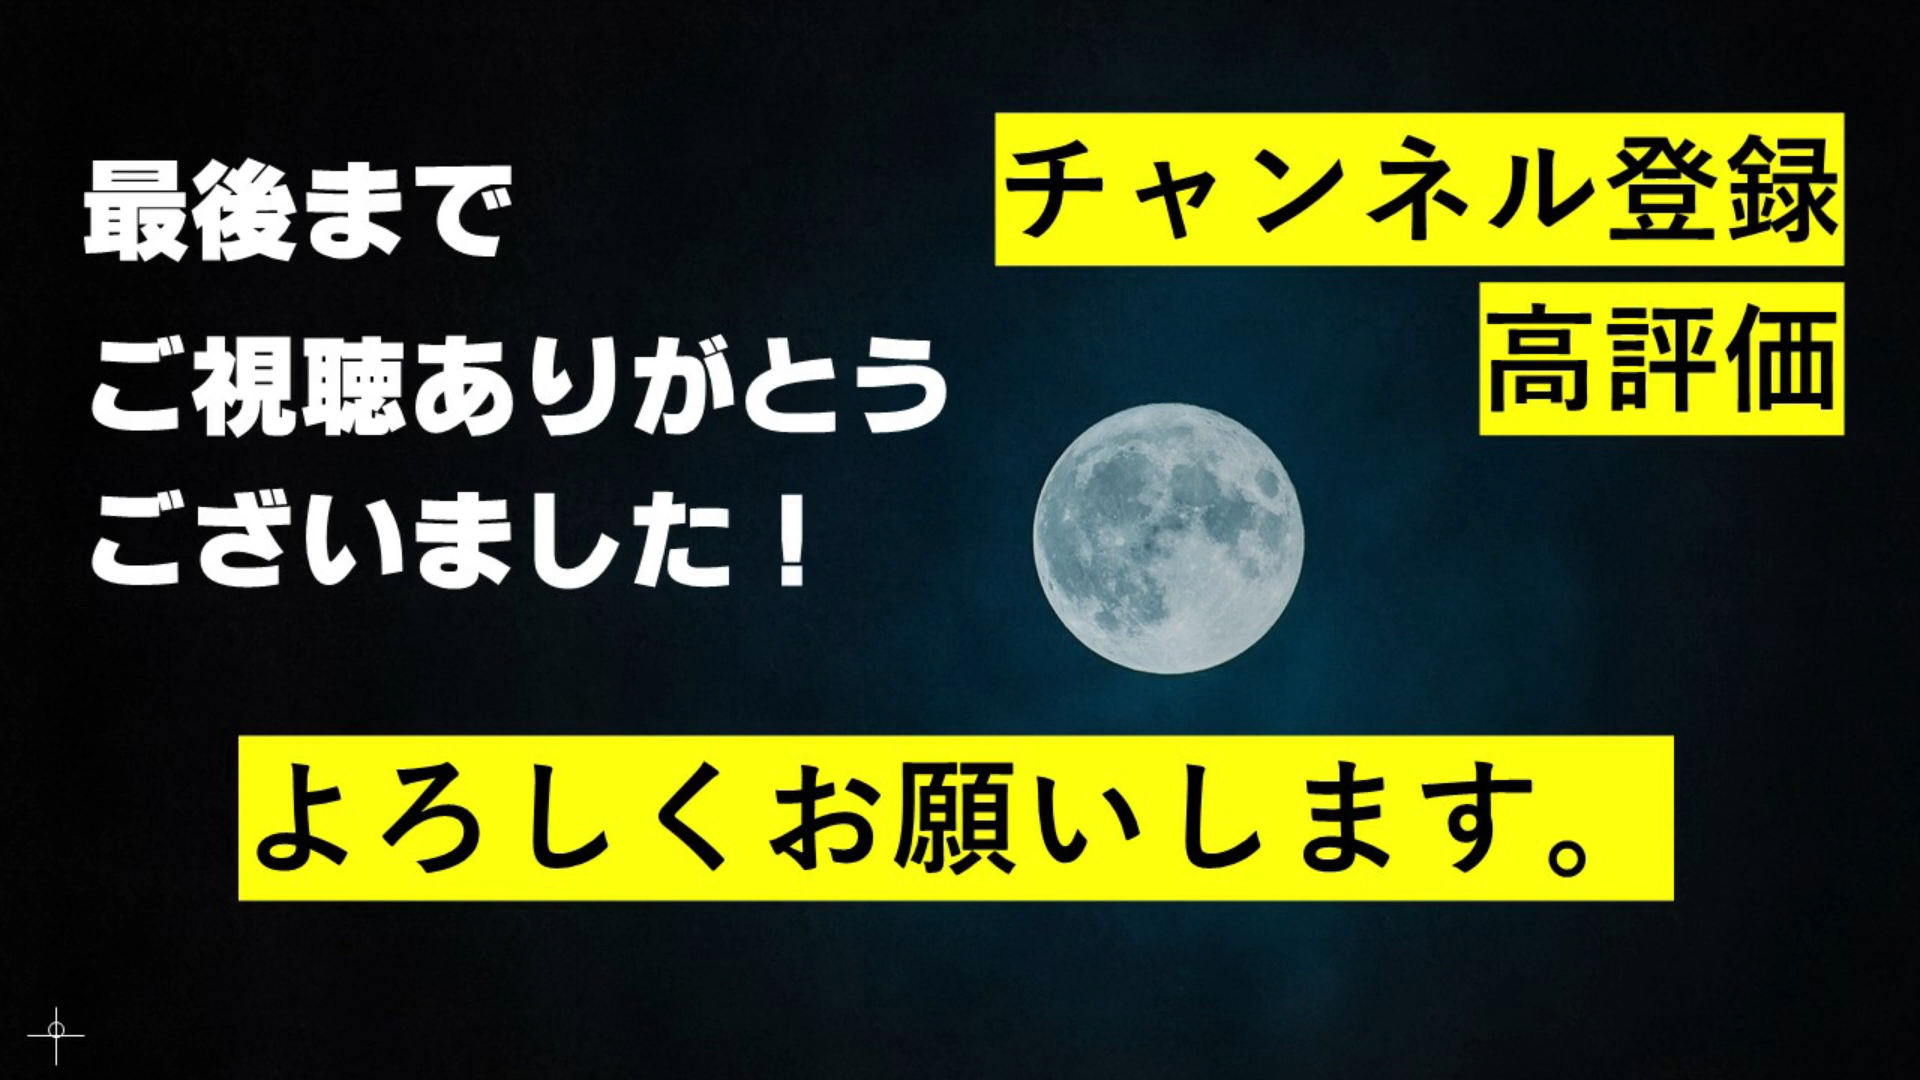 最後まで
ご視聴ありがとう
ございました！
チャンネル登録
高評価
よろしくお願いします。